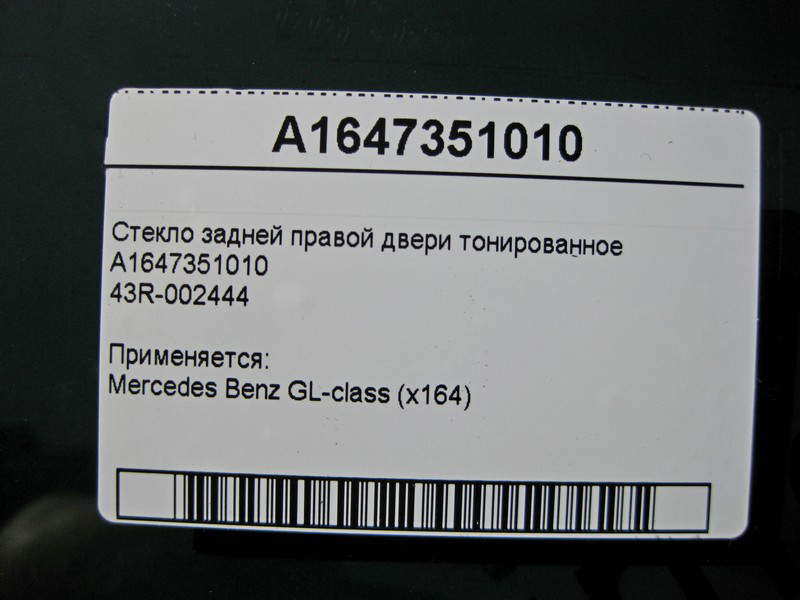 A1647351010
Стекло задней правой двери тонированное
A1647351010
43R-002444
Применяется:
Mercedes Benz GL-class (x164)